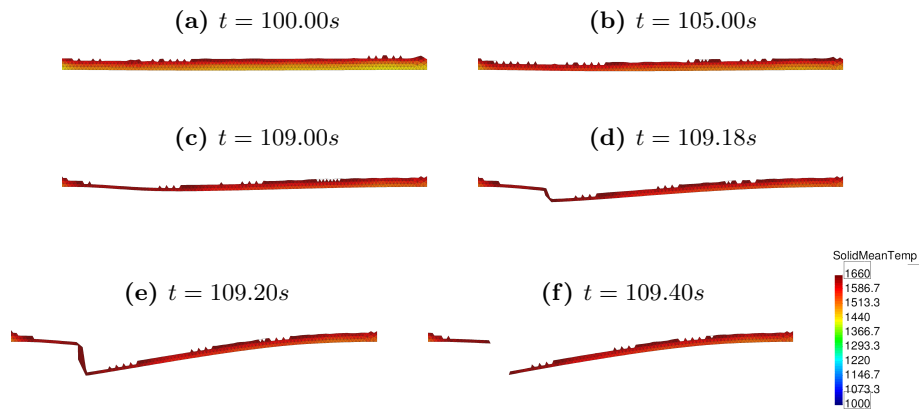 (a) t = 100.00s
(b) t = 105.00s
(c) t = 109.00s
(d) t = 109.18s
(e) t = 109.20s
(f) t = 109.40s
SolidMeanTemp
1660
1586.7
1513.3
1440
1366.7
1293.3
1220
1146.7
1073.3
1000